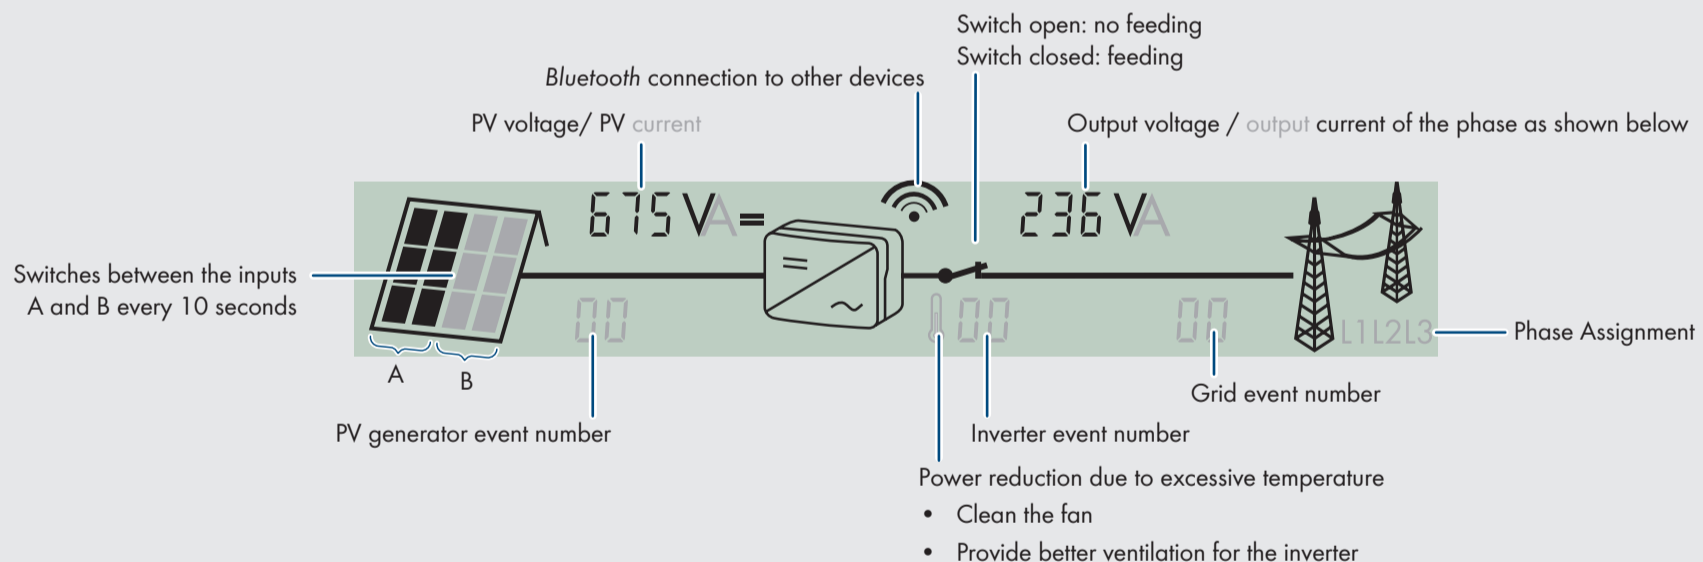 Switch open: no feeding
Switch closed: feeding
Bluetooth connection to other devices
PV voltage/ PV current
Output voltage / output current of the phase as shown below
675 VA
236 VA
Switches between the inputs
A and B every 10 seconds
00
00
00
L1L2L3
Phase Assignment
A
B
Grid event number
PV generator event number
Inverter event number
Power reduction due to excessive temperature
• Clean the fan
• Provide better ventilation for the inverter